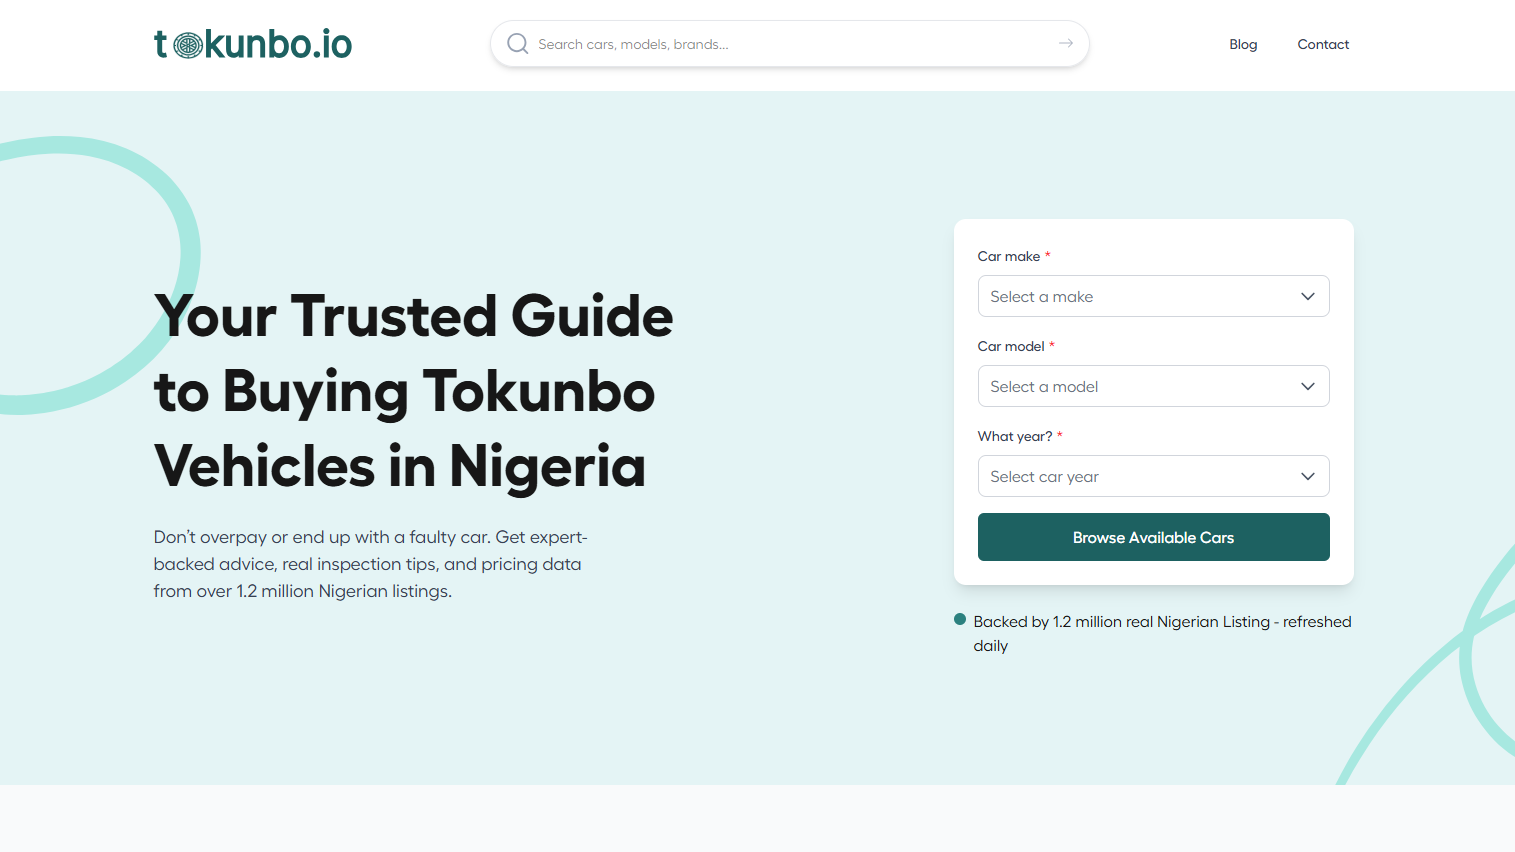 tokunbo.io
Search cars, models, brands...
Blog
Contact
Your Trusted Guide
to Buying Tokunbo
Vehicles in Nigeria
Don't overpay or end up with a faulty car. Get expert-
backed advice, real inspection tips, and pricing data
from over 1.2 million Nigerian listings.
Car make *
Select a make
Car model *
Select a model
What year? *
Select car year
Browse Available Cars
Backed by 1.2 million real Nigerian Listing - refreshed
daily